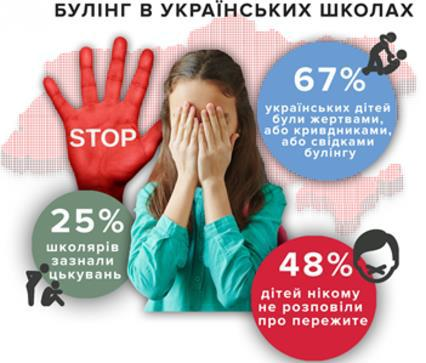 БУЛІНГ В УКРАЇНСЬКИХ ШКОЛАХ
67%
українських дітей
були жертвами,
або кривдниками,
або свідками
булінгу
STOP
25%
школярів
зазнали
цькувань
48%
дітей нікому
не розповіли
про пережите